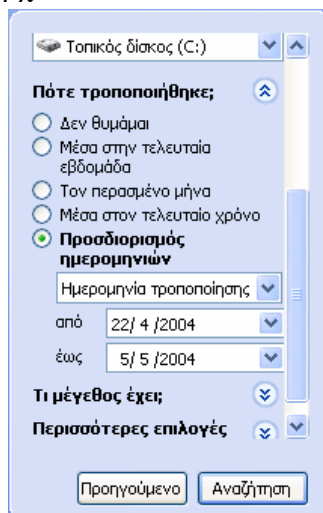 Τοπικός δίσκος (C:)
Πότε τροποποιήθηκε;
Δεν θυμάμαι
Μέσα στην τελευταία
εβδομάδα
Τον περασμένο μήνα
Μέσα στον τελευταίο χρόνο
Προσδιορισμός
ημερομηνιών
Ημερομηνία τροποποίησης
από 22/ 4 /2004
έως 5/ 5 /2004
Τι μέγεθος έχει;
Περισσότερες επιλογές
Προηγούμενο Αναζήτηση